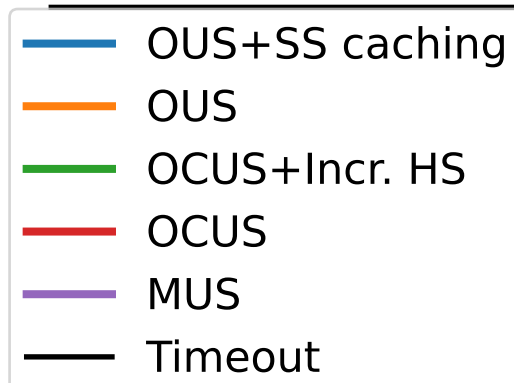 OUS+SS caching
OUS
OCUS+Incr. HS
OCUS
MUS
Timeout